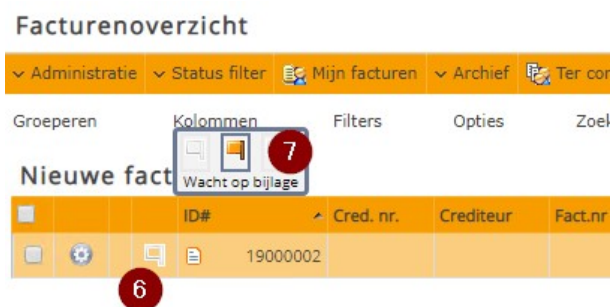 Facturenoverzicht
Administratie Status filter Mijn facturen Archief Ter con
Groeperen Kolommen Filters Opties Zoek
7
Wacht op bijlage
Nieuwe fact
ID# Cred. nr. Crediteur Fact.nr
19000002
6